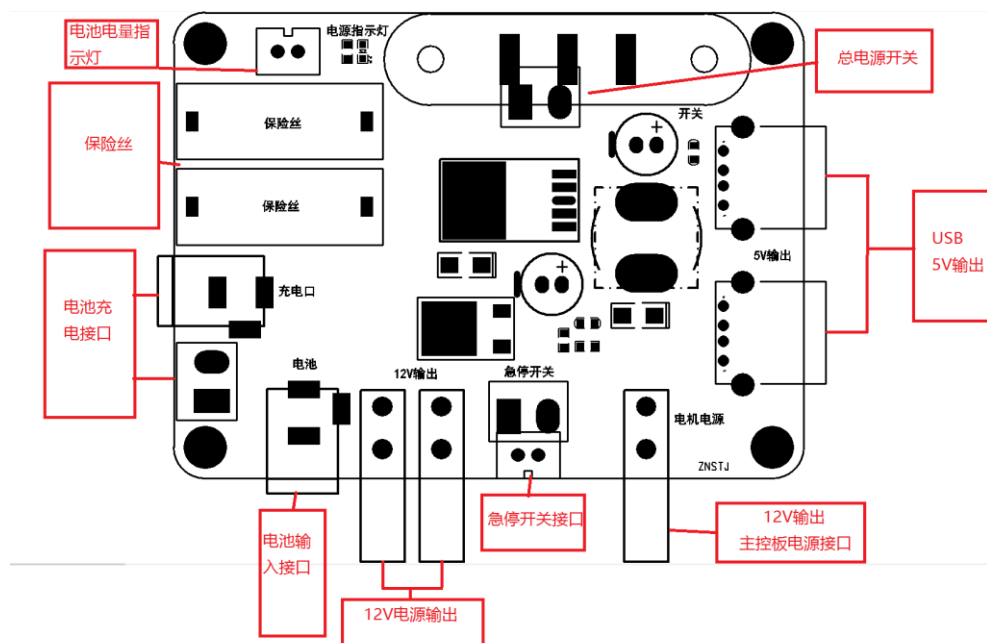 电池电量指
示灯
电源指示灯
总电源开关
保险丝
保险丝
开关
保险丝
USB
5V输出
5V输出
电池充
电接口
充电口
电池
12V输出
急停开关
电机电源
ZNSTJ
电池输
入接口
急停开关接口
12V输出
主控板电源接口
12V电源输出